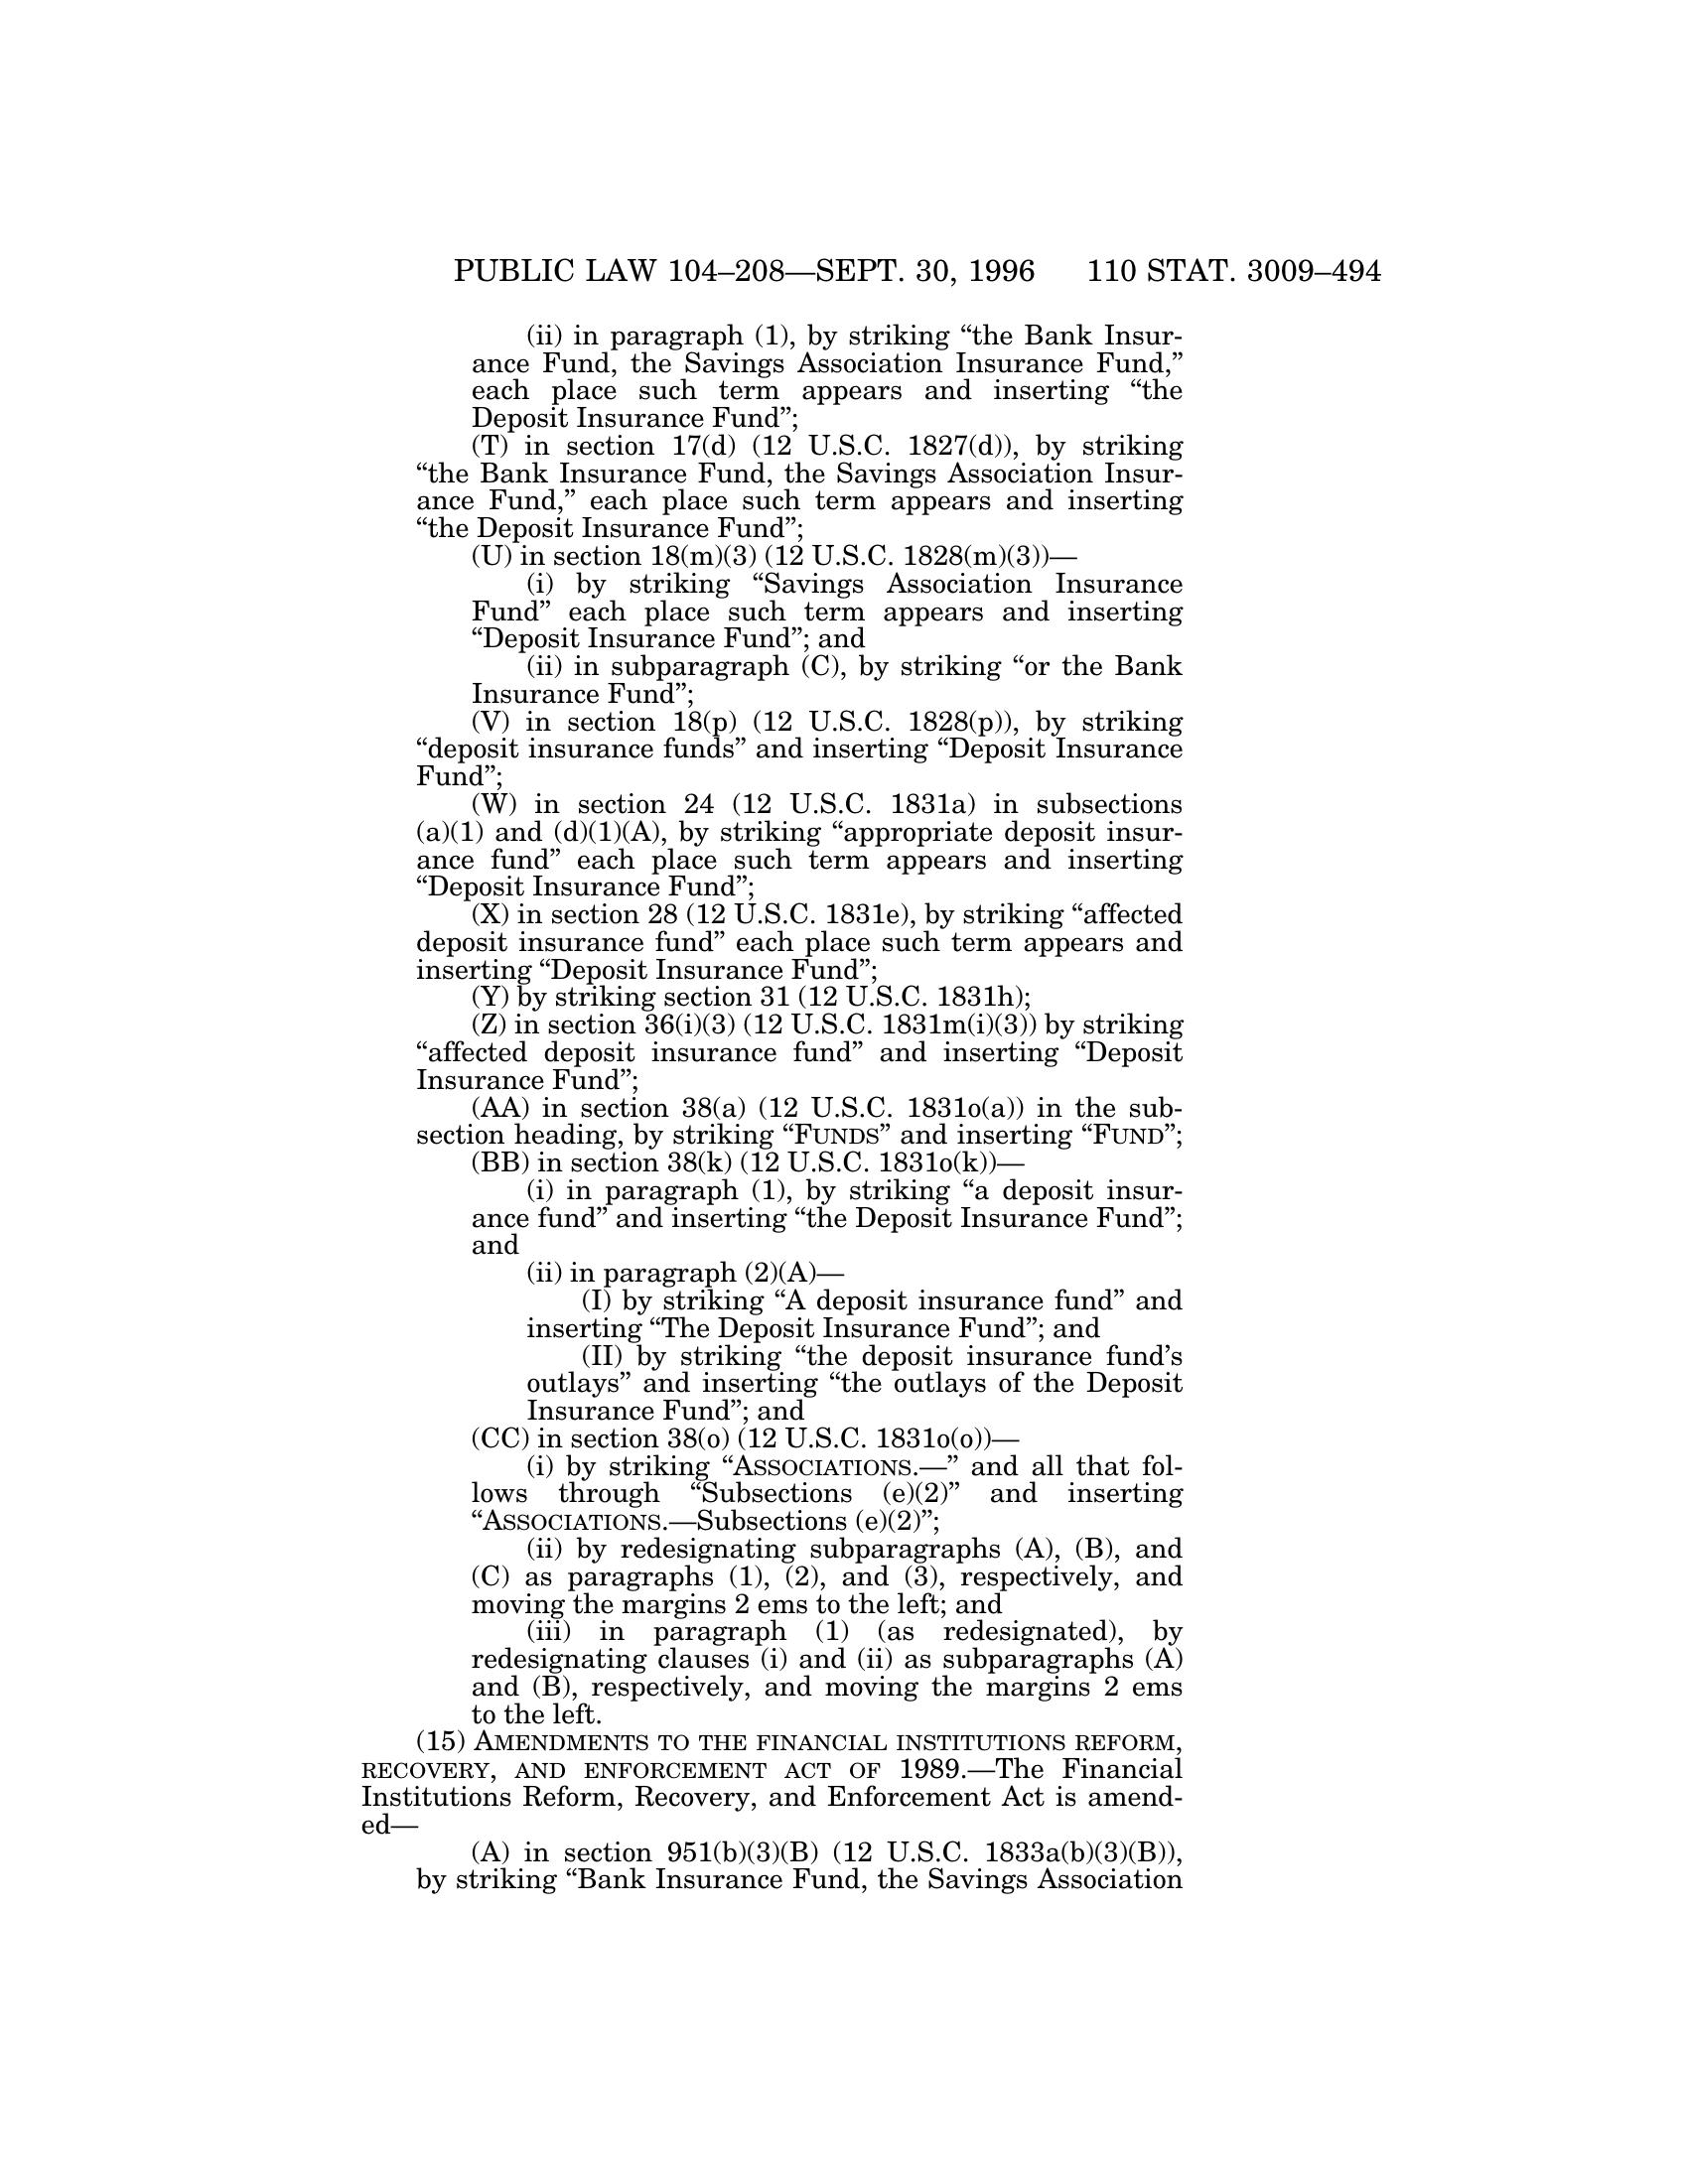 PUBLIC LAW 104–208—SEPT. 30, 1996 110 STAT. 3009–494
(ii) in paragraph (1), by striking “the Bank Insur-
ance Fund, the Savings Association Insurance Fund,”
each place such term appears and inserting “the
Deposit Insurance Fund”;
(T) in section 17(d) (12 U.S.C. 1827(d)), by striking
“the Bank Insurance Fund, the Savings Association Insur-
ance Fund,” each place such term appears and inserting
“the Deposit Insurance Fund”;
(U) in section 18(m)(3) (12 U.S.C. 1828(m)(3))—
(i) by striking “Savings Association Insurance
Fund” each place such term appears and inserting
“Deposit Insurance Fund”; and
(ii) in subparagraph (C), by striking “or the Bank
Insurance Fund”;
(V) in section 18(p) (12 U.S.C. 1828(p)), by striking
“deposit insurance funds” and inserting “Deposit Insurance
Fund”;
(W) in section 24 (12 U.S.C. 1831a) in subsections
(a)(1) and (d)(1)(A), by striking “appropriate deposit insur-
ance fund” each place such term appears and inserting
“Deposit Insurance Fund”;
(X) in section 28 (12 U.S.C. 1831e), by striking “affected
deposit insurance fund” each place such term appears and
inserting “Deposit Insurance Fund”;
(Y) by striking section 31 (12 U.S.C. 1831h);
(Z) in section 36(i)(3) (12 U.S.C. 1831m(i)(3)) by striking
“affected deposit insurance fund” and inserting “Deposit
Insurance Fund”;
(AA) in section 38(a) (12 U.S.C. 1831o(a)) in the sub-
section heading, by striking “FUNDS” and inserting “FUND”;
(BB) in section 38(k) (12 U.S.C. 1831o(k))—
(i) in paragraph (1), by striking “a deposit insur-
ance fund” and inserting “the Deposit Insurance Fund”;
and
(ii) in paragraph (2)(A)—
(I) by striking “A deposit insurance fund” and
inserting “The Deposit Insurance Fund”; and
(II) by striking “the deposit insurance fund’s
outlays” and inserting “the outlays of the Deposit
Insurance Fund”; and
(CC) in section 38(o) (12 U.S.C. 1831o(o))—
(i) by striking “ASSOCIATIONS.—” and all that fol-
lows through “Subsections (e)(2)” and inserting
“ASSOCIATIONS.—Subsections (e)(2)”;
(ii) by redesignating subparagraphs (A), (B), and
(C) as paragraphs (1), (2), and (3), respectively, and
moving the margins 2 ems to the left; and
(iii) in paragraph (1) (as redesignated), by
redesignating clauses (i) and (ii) as subparagraphs (A)
and (B), respectively, and moving the margins 2 ems
to the left.
(15) AMENDMENTS TO THE FINANCIAL INSTITUTIONS REFORM,
RECOVERY, AND ENFORCEMENT ACT OF 1989.—The Financial
Institutions Reform, Recovery, and Enforcement Act is amend-
ed—
(A) in section 951(b)(3)(B) (12 U.S.C. 1833a(b)(3)(B)),
by striking “Bank Insurance Fund, the Savings Association